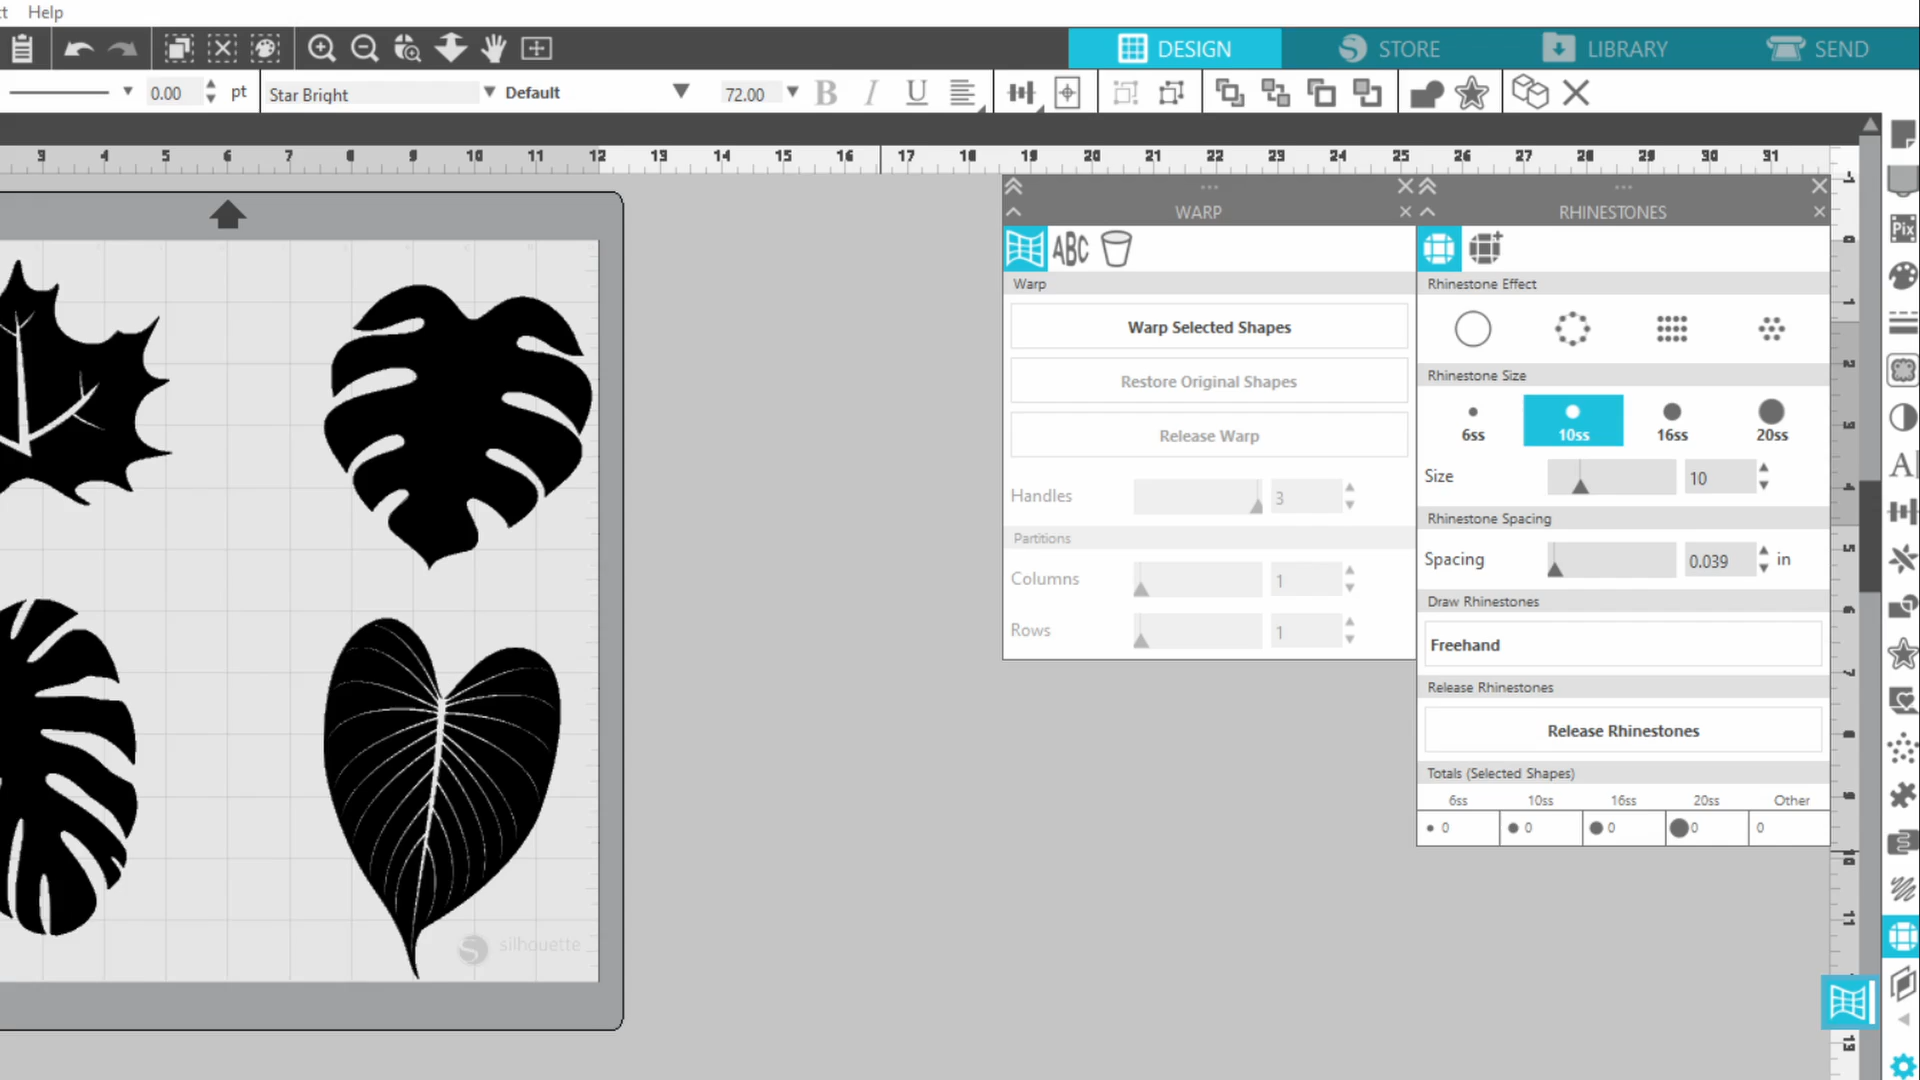 Help
DESIGN STORE LIBRARY SEND
0.00 pt Star Bright Default 72.00 B I U
3 4 5 6 7 8 9 10 11 12 13 14 15 16 17 18 19 20 21 22 23 24 25 26 27 28 29 30 31
WARP
ABC
Warp
Warp Selected Shapes
Restore Original Shapes
Release Warp
Handles 3
Partitions
Columns 1
Rows 1
RHINESTONES
Rhinestone Effect
Rhinestone Size
6ss 10ss 16ss 20ss
Size 10
Rhinestone Spacing
Spacing 0.039 in
Draw Rhinestones
Freehand
Release Rhinestones
Release Rhinestones
Totals (Selected Shapes)
6ss 10ss 16ss 20ss Other
0 0 0 0 0
silhouette
Pix
A